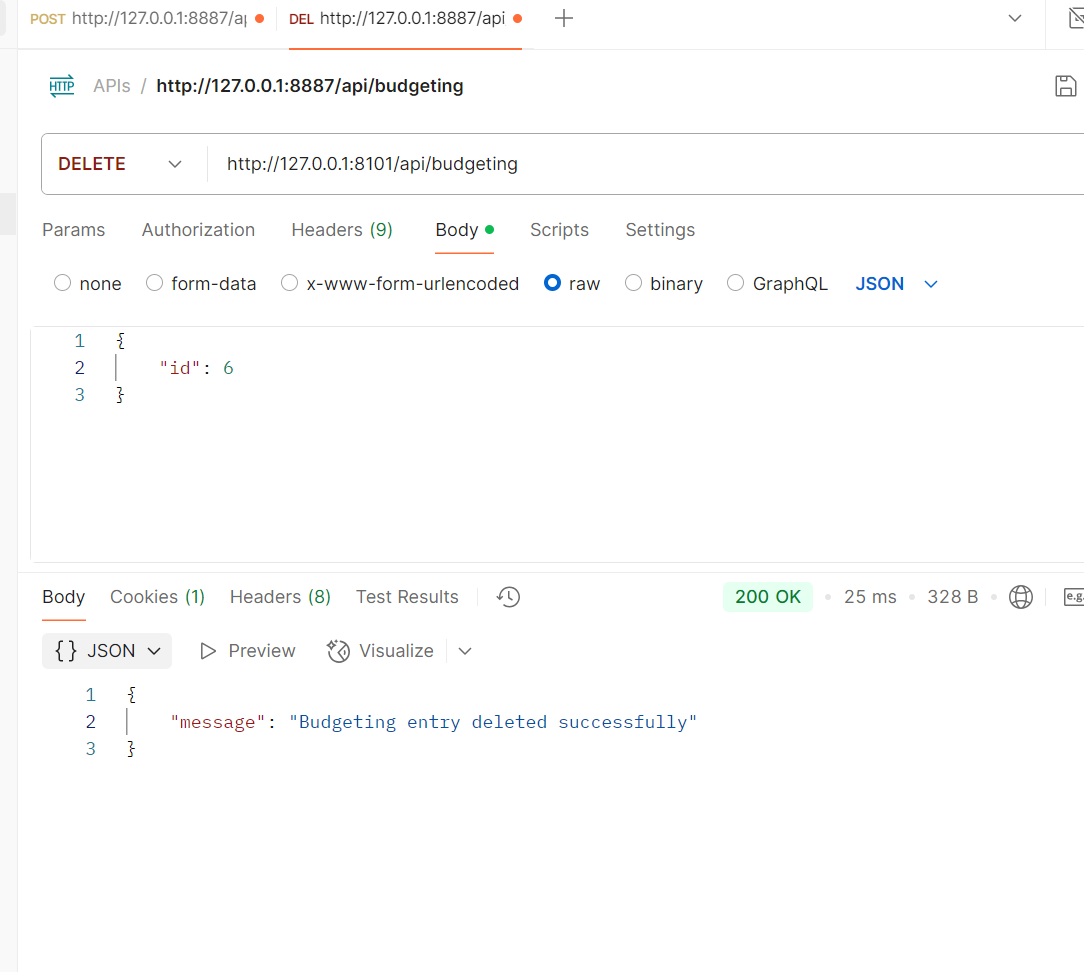 POST http://127.0.0.1:8887/ap DEL http://127.0.0.1:8887/api
HTTP APIs / http://127.0.0.1:8887/api/budgeting
DELETE http://127.0.0.1:8101/api/budgeting
Params Authorization Headers (9) Body Scripts Settings
none form-data x-www-form-urlencoded raw binary GraphQL JSON
1 {
2 "id": 6
3 }
Body Cookies (1) Headers (8) Test Results 200 OK 25 ms 328 B e.g.
{} JSON Preview Visualize
1 {
2 "message": "Budgeting entry deleted successfully"
3 }